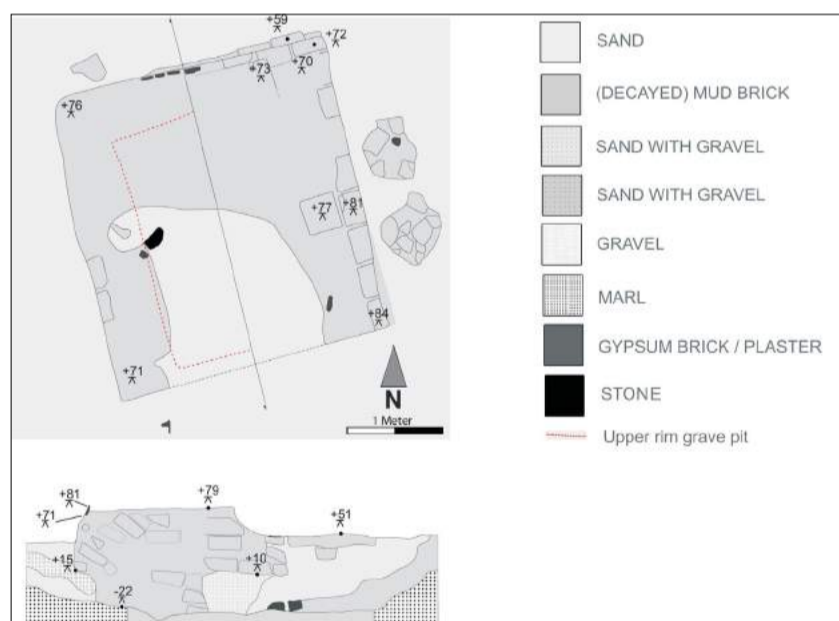 +59
+72
+73
+70
+76
+77
+81
+84
+71
N
1 Meter
SAND
(DECAYED) MUD BRICK
SAND WITH GRAVEL
SAND WITH GRAVEL
GRAVEL
MARL
GYPSUM BRICK / PLASTER
STONE
Upper rim grave pit
+81
+79
+71
+51
+15
+10
-22